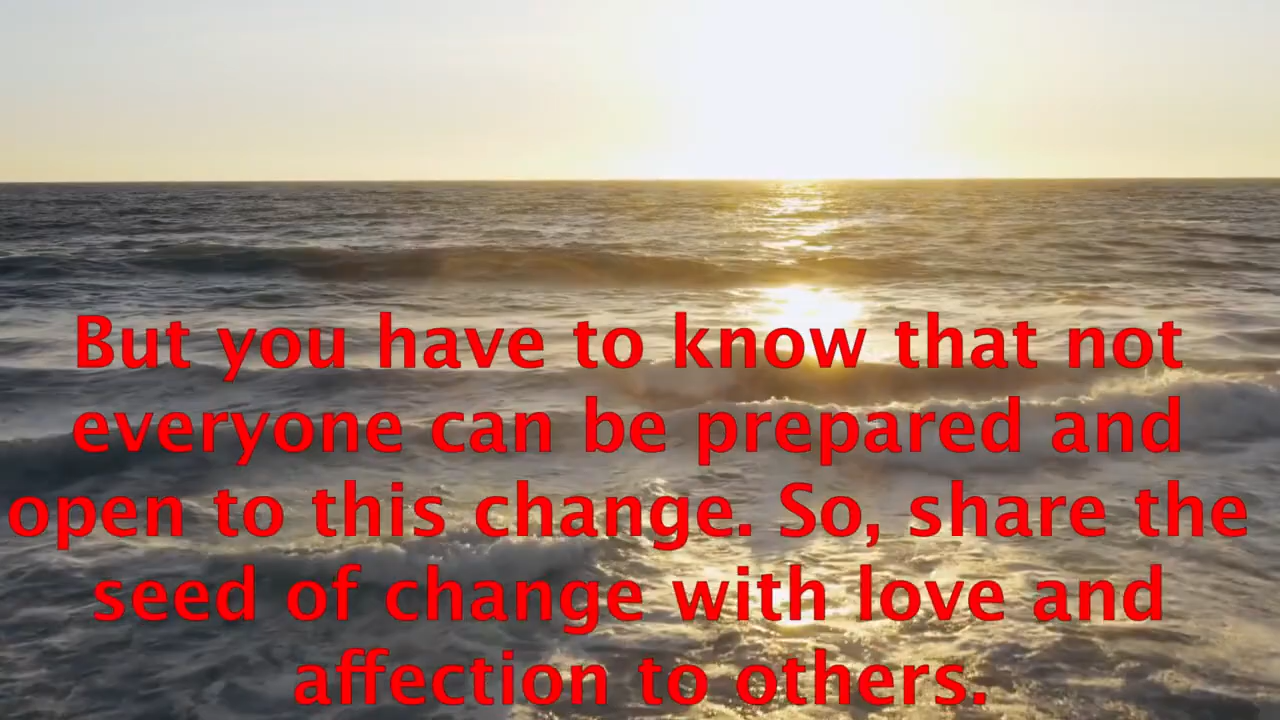 But you have to know that not
everyone can be prepared and
open to this change. So, share the
seed of change with love and
affection to others.